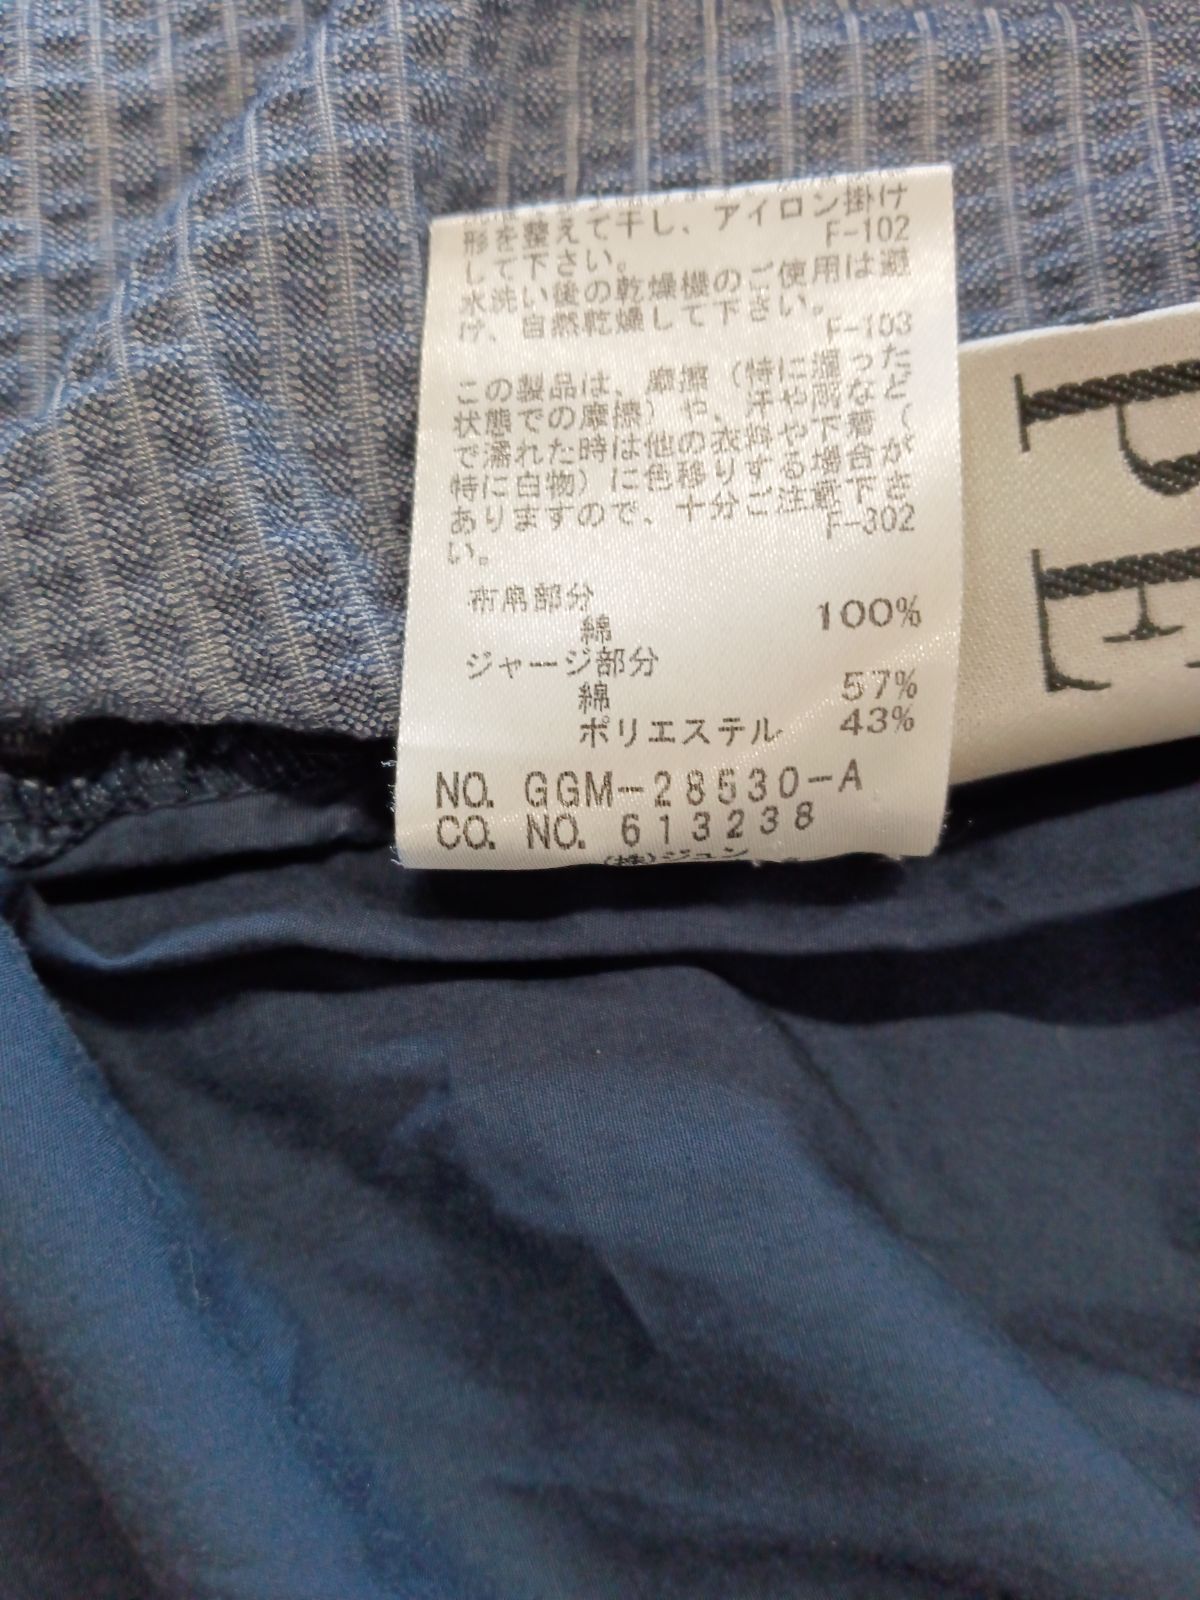 形を整えて干し、アイロン掛け
して下さい。
F-102
水洗い後の乾燥機のご使用は避
け、自然乾燥して下さい。
F-103
この製品は、摩擦(特に湿った
状態での摩擦)や、汗や雨など
で濡れた時は他の衣料や下着(
特に白物)に色移りする場合が
ありますので、十分ご注意下さ
い。
F-302
布帛部分
綿 100%
ジャージ部分
綿 57%
ポリエステル 43%
NO. GGM-28530-A
CO. NO. 613238
(株)ジュン
PE